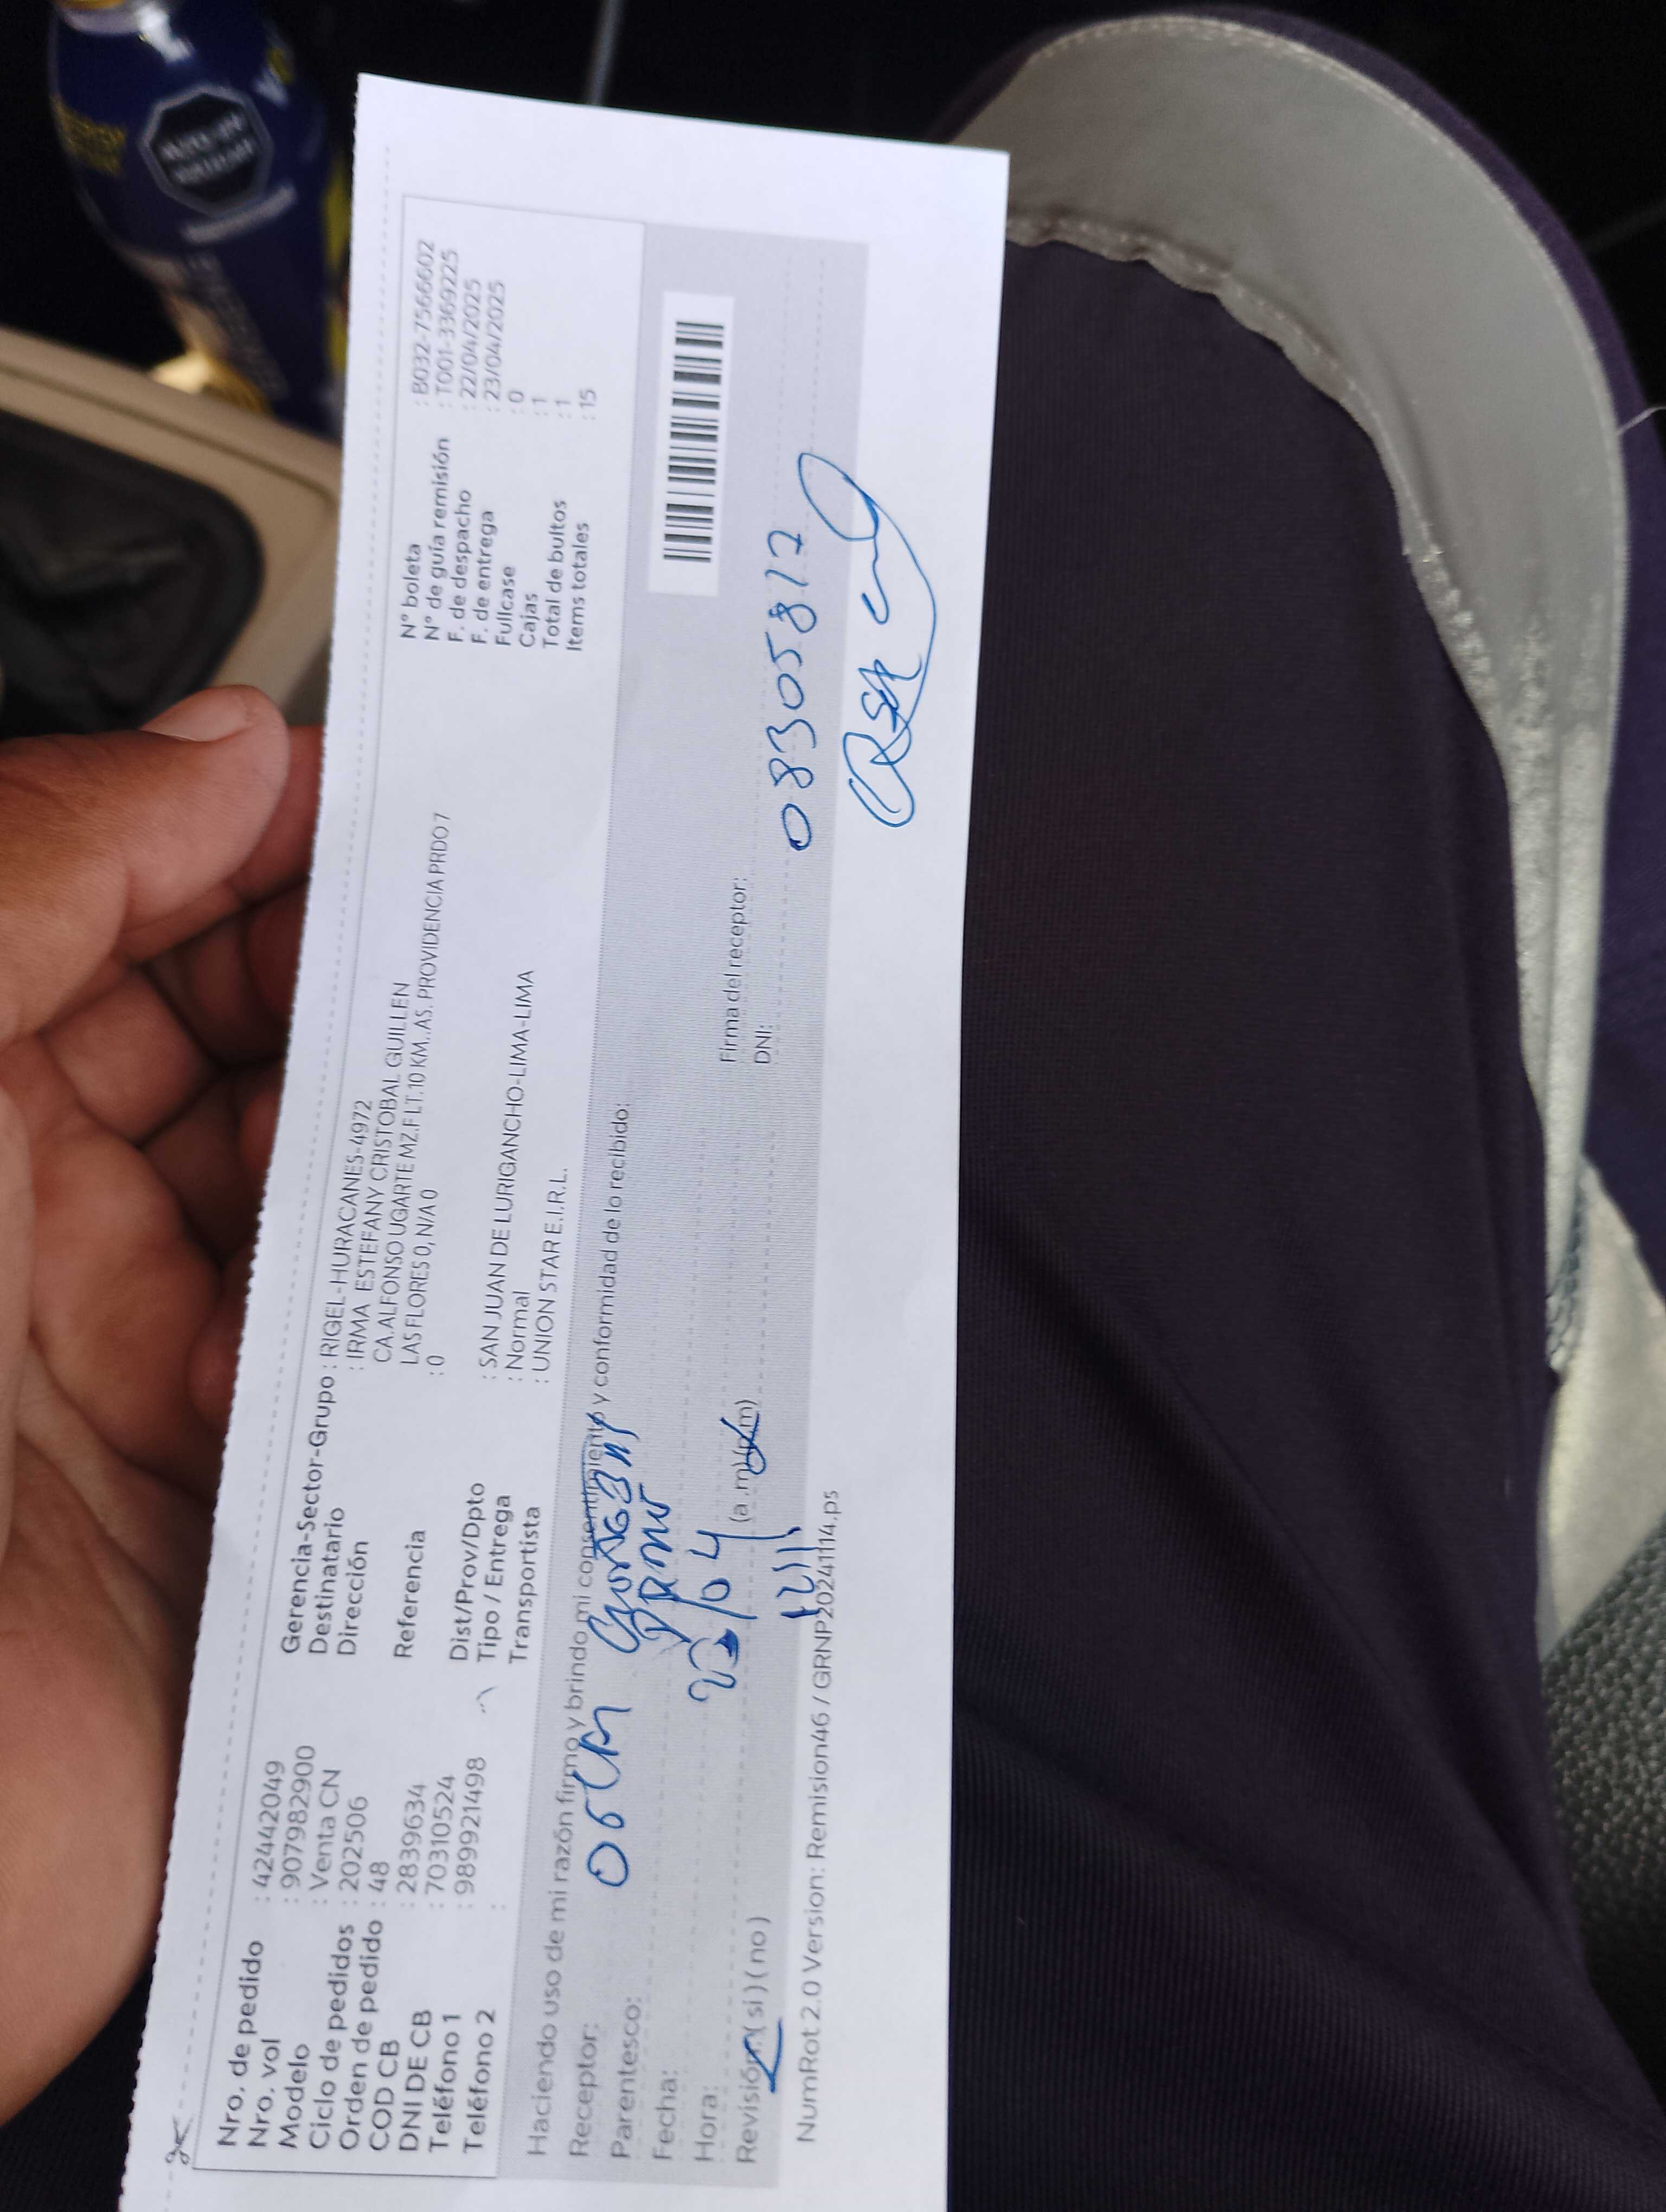 Nro. de pedido : 424442049
Nro. vol : 907982900
Modelo : Venta CN
Ciclo de pedidos : 202506
Orden de pedido : 48
COD CB : 2839634
DNI DE CB : 70310524
Teléfono 1 : 989921498
Teléfono 2 :
Gerencia-Sector-Grupo : RIGEL-HURACANES-4972
Destinatario : IRMA ESTEFANY CRISTOBAL GUILLEN
Dirección CA.ALFONSO UGARTE MZ.F LT.10 KM. AS. PROVIDENCIA PRDO 7
LAS FLORES 0, N/A 0
Referencia : 0
Dist/Prov/Dpto : SAN JUAN DE LURIGANCHO-LIMA-LIMA
Tipo / Entrega : Normal
Transportista : UNION STAR E.I.R.L.
N° boleta : B032-7566602
N° de guía remisión : T001-3369225
F. de despacho : 22/04/2025
F. de entrega : 23/04/2025
Fullcase : 0
Cajas : 1
Total de bultos : 1
Items totales : 15
Haciendo uso de mi razón firmo y brindo mi consentimiento y conformidad de lo recibido:
Receptor:
Parentesco:
Fecha:
Hora: (a.m) (p.m)
Revisión (si) (no)
Firma del receptor:
DNI: 08305817
NumRot 2.0 Version: Remision46 / GRNP20241114.ps